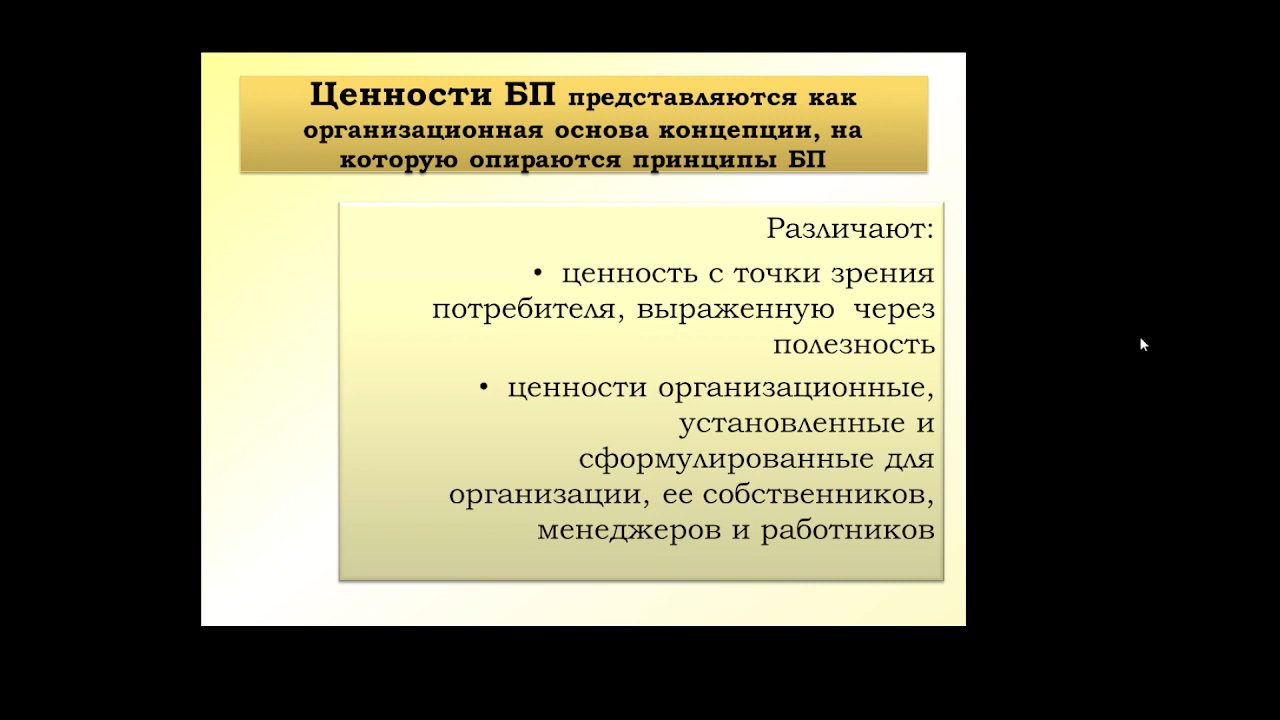 Ценности БП представляются как
организационная основа концепции, на
которую опираются принципы БП
Различают:
• ценность с точки зрения
потребителя, выраженную через
полезность
• ценности организационные,
установленные и
сформулированные для
организации, ее собственников,
менеджеров и работников